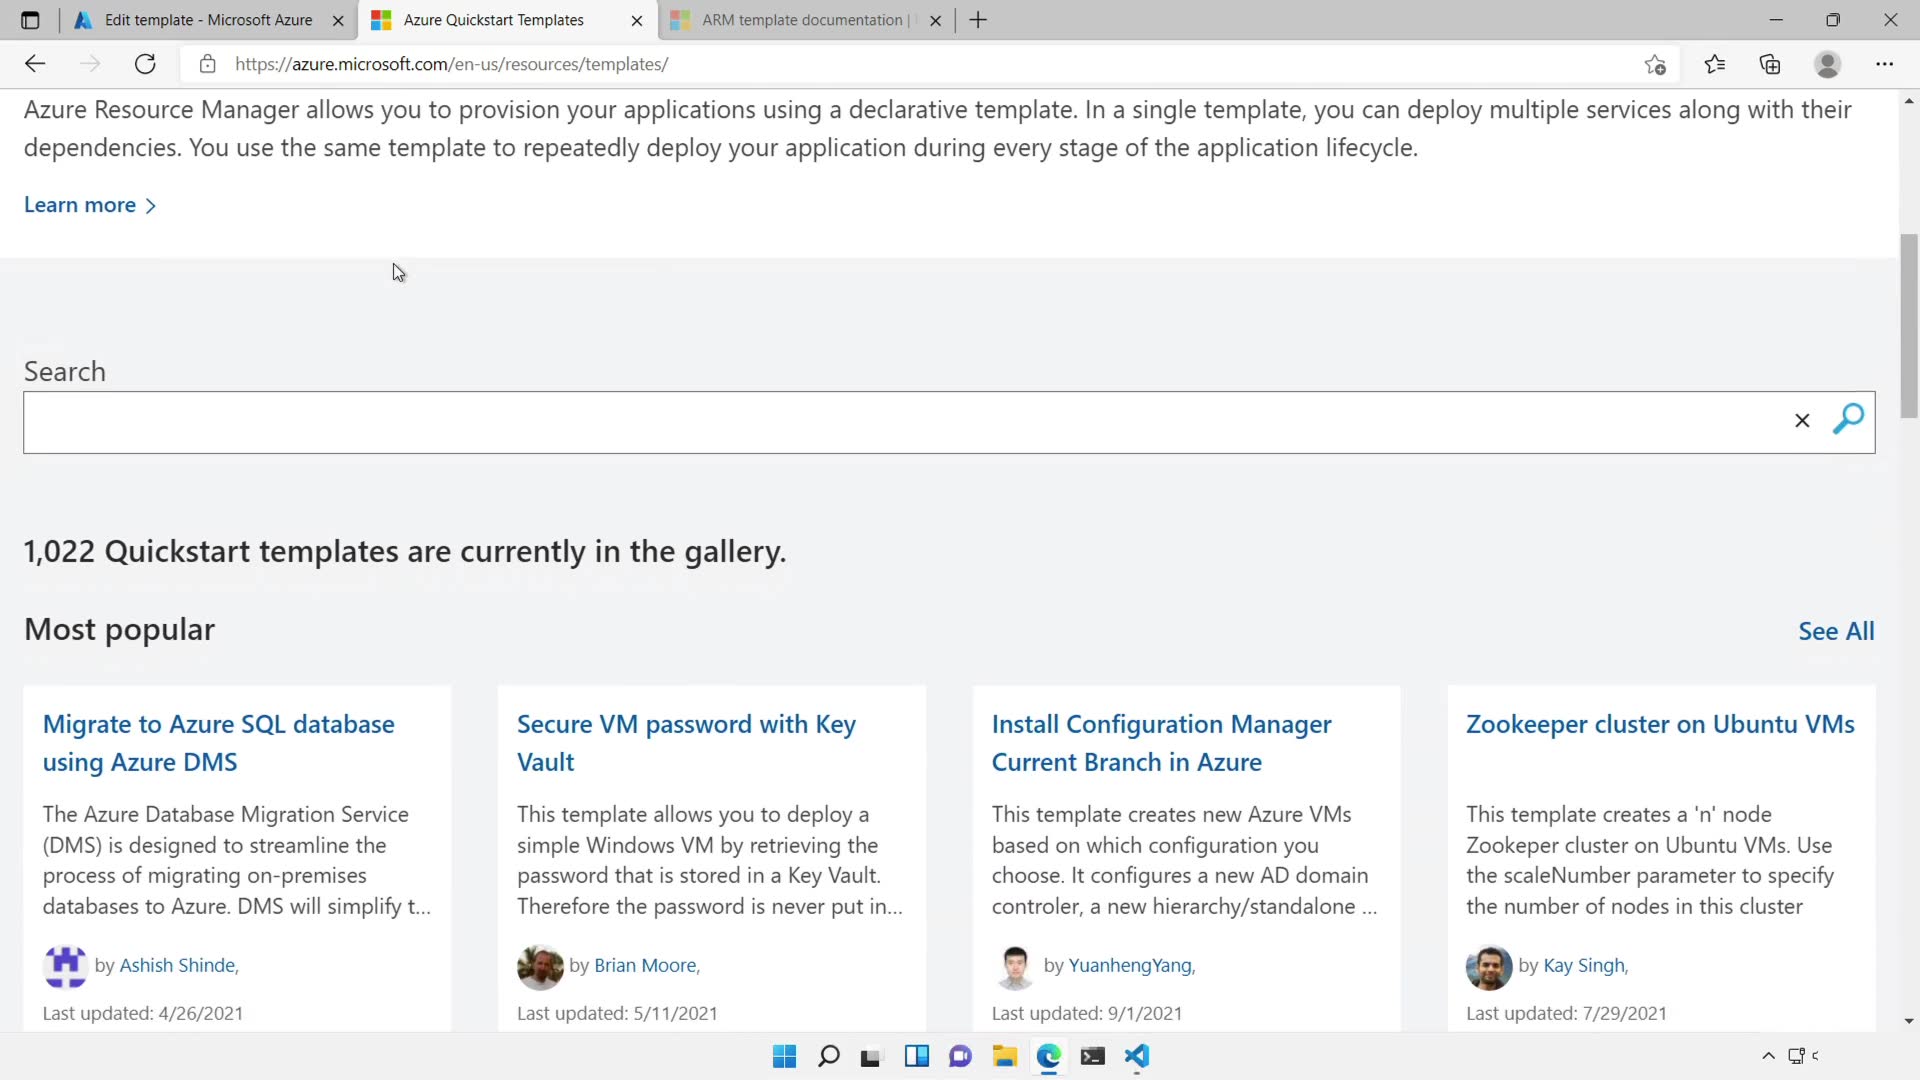 Edit template - Microsoft Azure
Azure Quickstart Templates
ARM template documentation |
https://azure.microsoft.com/en-us/resources/templates/
Azure Resource Manager allows you to provision your applications using a declarative template. In a single template, you can deploy multiple services along with their
dependencies. You use the same template to repeatedly deploy your application during every stage of the application lifecycle.
Learn more
Search
1,022 Quickstart templates are currently in the gallery.
Most popular
See All
Migrate to Azure SQL database
using Azure DMS
The Azure Database Migration Service
(DMS) is designed to streamline the
process of migrating on-premises
databases to Azure. DMS will simplify t...
by Ashish Shinde,
Last updated: 4/26/2021
Secure VM password with Key
Vault
This template allows you to deploy a
simple Windows VM by retrieving the
password that is stored in a Key Vault.
Therefore the password is never put in...
by Brian Moore,
Last updated: 5/11/2021
Install Configuration Manager
Current Branch in Azure
This template creates new Azure VMs
based on which configuration you
choose. It configures a new AD domain
controler, a new hierarchy/standalone ...
by YuanhengYang,
Last updated: 9/1/2021
Zookeeper cluster on Ubuntu VMs
This template creates a 'n' node
Zookeper cluster on Ubuntu VMs. Use
the scaleNumber parameter to specify
the number of nodes in this cluster
by Kay Singh,
Last updated: 7/29/2021